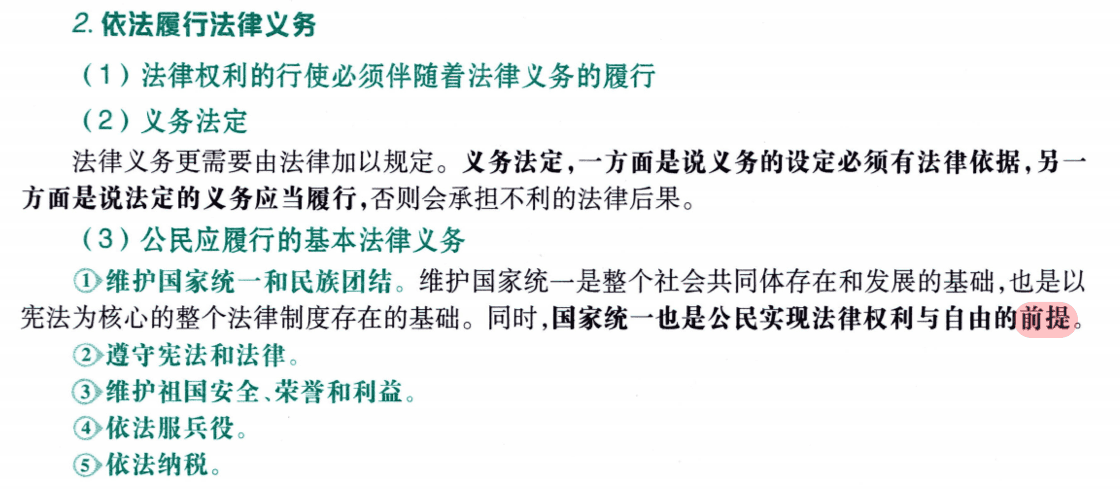 2. 依法履行法律义务
（1）法律权利的行使必须伴随着法律义务的履行
（2）义务法定
法律义务更需要由法律加以规定。义务法定，一方面是说义务的设定必须有法律依据，另一
方面是说法定的义务应当履行，否则会承担不利的法律后果。
（3）公民应履行的基本法律义务
①维护国家统一和民族团结。维护国家统一是整个社会共同体存在和发展的基础，也是以
宪法为核心的整个法律制度存在的基础。同时，国家统一也是公民实现法律权利与自由的前提。
②遵守宪法和法律。
③维护祖国安全、荣誉和利益。
④依法服兵役。
⑤依法纳税。